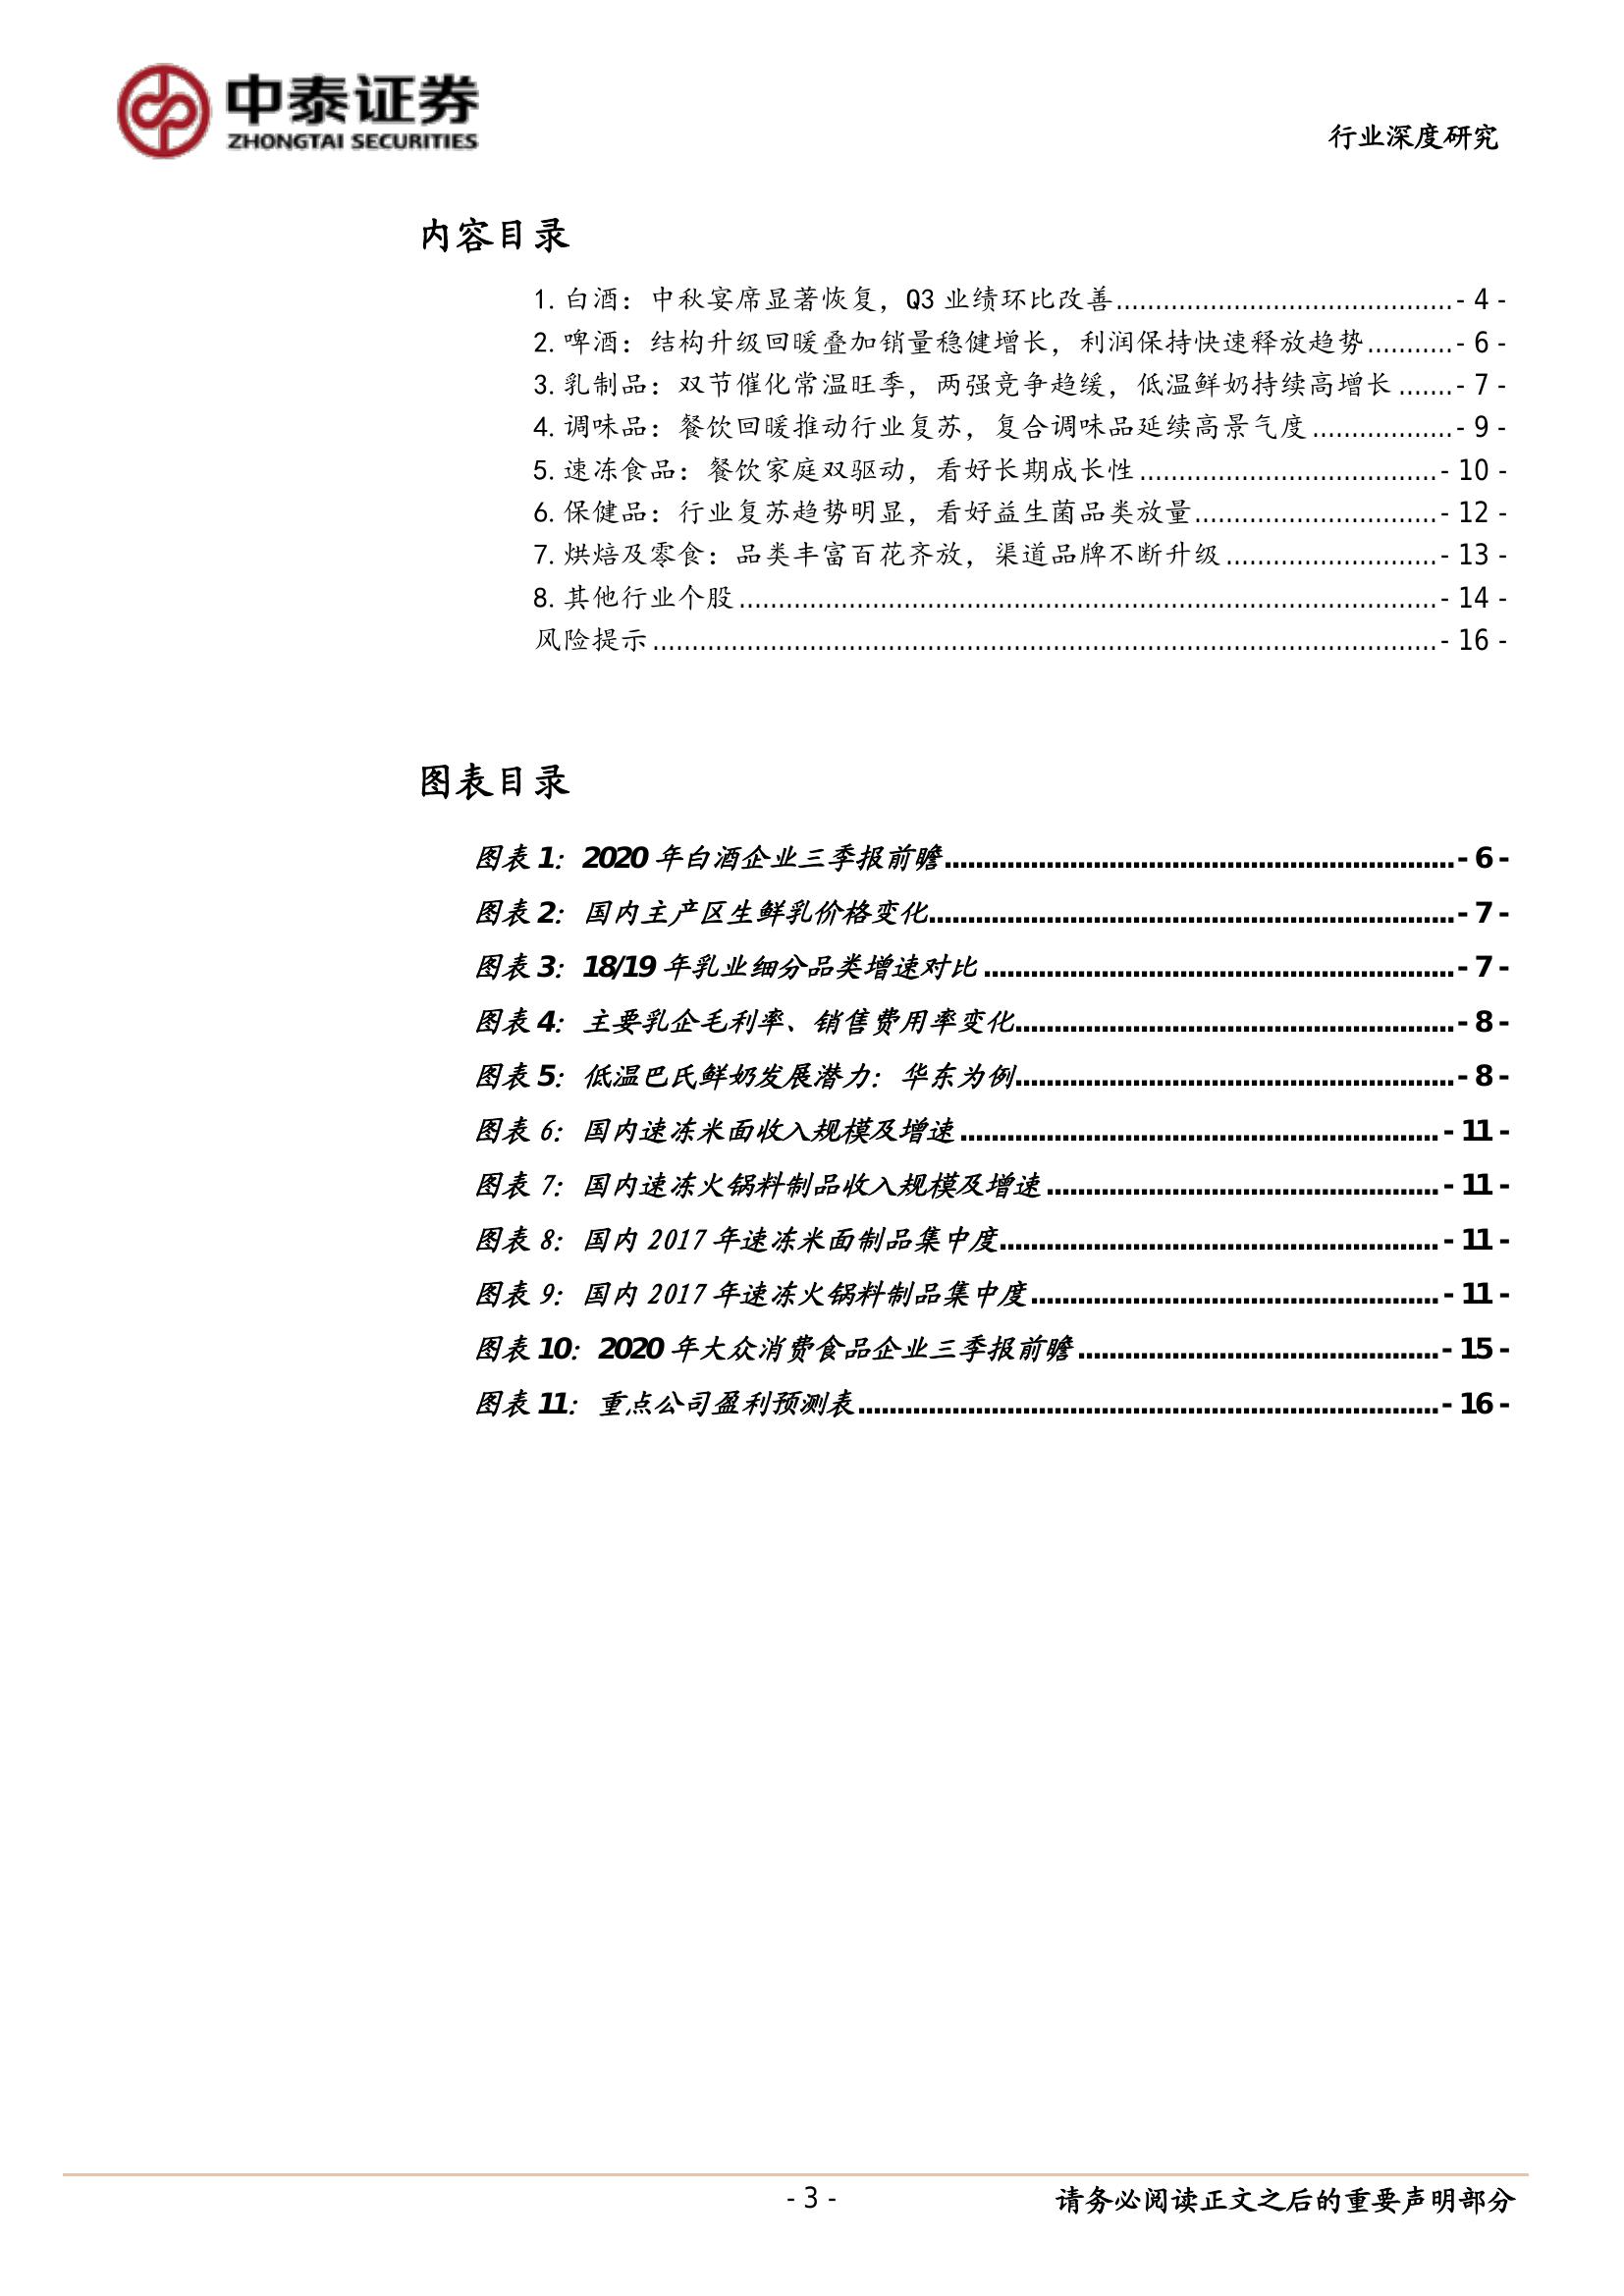 中泰证券
ZHONGTAI SECURITIES
行业深度研究
内容目录
1.白酒：中秋宴席显著恢复，Q3 业绩环比改善...........................................- 4 -
2.啤酒：结构升级回暖叠加销量稳健增长，利润保持快速释放趋势...........- 6 -
3.乳制品：双节催化常温旺季，两强竞争趋缓，低温鲜奶持续高增长.......- 7 -
4.调味品：餐饮回暖推动行业复苏，复合调味品延续高景气度..................- 9 -
5.速冻食品：餐饮家庭双驱动，看好长期成长性......................................- 10 -
6.保健品：行业复苏趋势明显，看好益生菌品类放量...............................- 12 -
7.烘焙及零食：品类丰富百花齐放，渠道品牌不断升级...........................- 13 -
8.其他行业个股.........................................................................................- 14 -
风险提示....................................................................................................- 16 -
图表目录
图表 1：2020 年白酒企业三季报前瞻.................................................................- 6 -
图表 2：国内主产区生鲜乳价格变化...................................................................- 7 -
图表 3：18/19 年乳业细分品类增速对比............................................................- 7 -
图表 4：主要乳企毛利率、销售费用率变化........................................................- 8 -
图表 5：低温巴氏鲜奶发展潜力：华东为例........................................................- 8 -
图表 6：国内速冻米面收入规模及增速.............................................................- 11 -
图表 7：国内速冻火锅料制品收入规模及增速..................................................- 11 -
图表 8：国内 2017 年速冻米面制品集中度........................................................- 11 -
图表 9：国内 2017 年速冻火锅料制品集中度....................................................- 11 -
图表 10：2020 年大众消费食品企业三季报前瞻..............................................- 15 -
图表 11：重点公司盈利预测表..........................................................................- 16 -
- 3 -
请务必阅读正文之后的重要声明部分